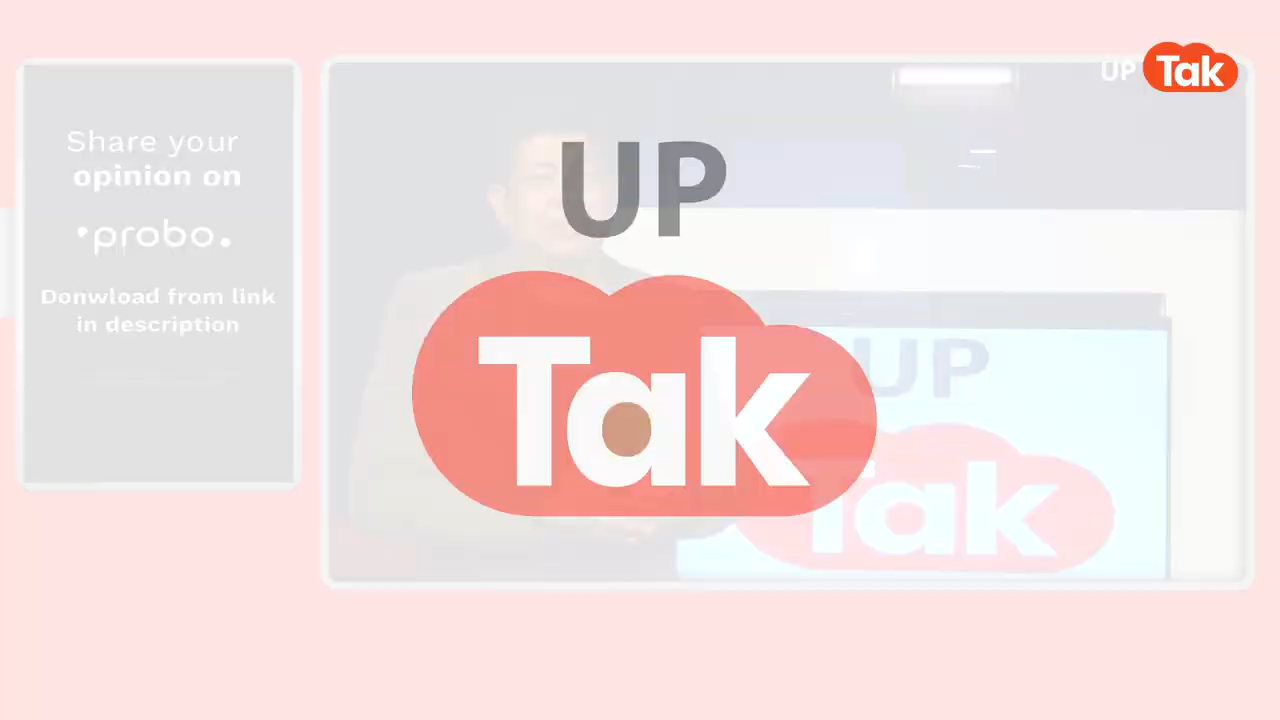 UP Tak
Share your
opinion on
probo.
Donwload from link
in description
UP
Tak
UP
Tak